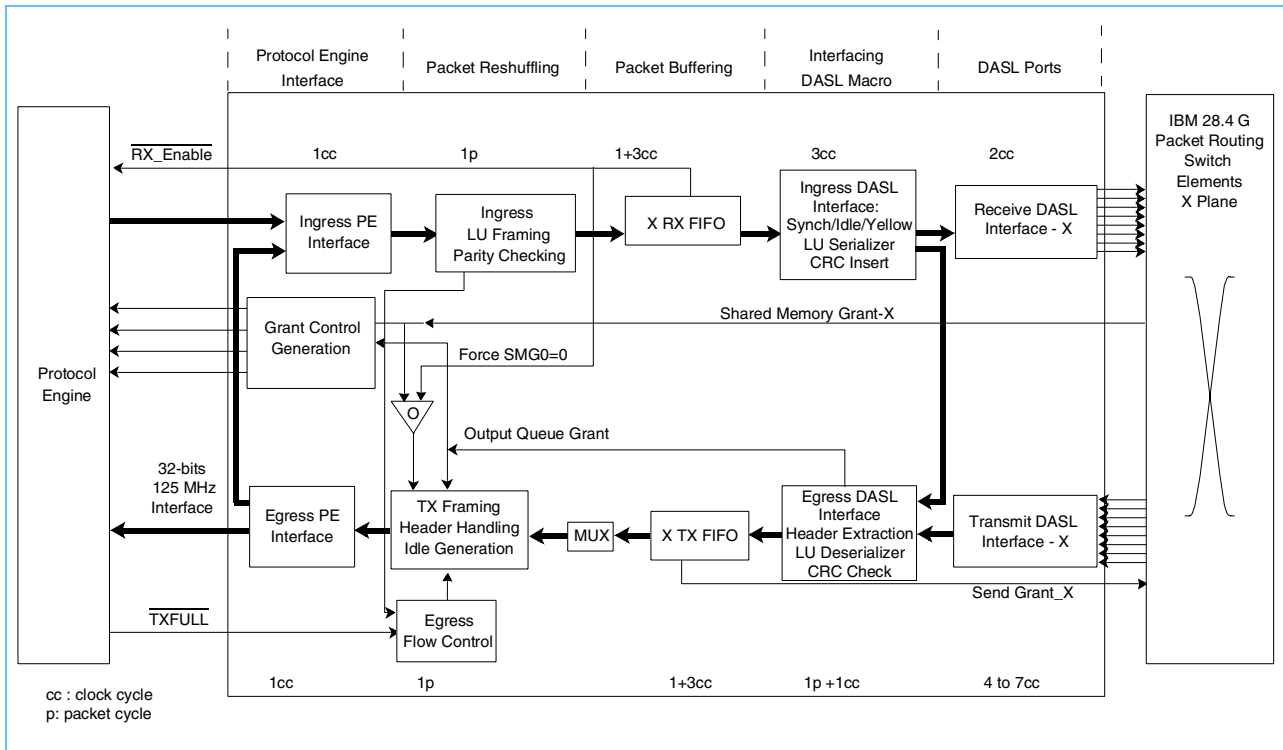 Protocol Engine
Interface
Packet Reshuffling
Packet Buffering
Interfacing
DASL Macro
DASL Ports
RX_Enable
1cc
1p
1+3cc
3cc
2cc
IBM 28.4 G
Packet Routing
Switch
Elements
X Plane
Ingress PE
Interface
Ingress
LU Framing
Parity Checking
X RX FIFO
Ingress DASL
Interface:
Synch/Idle/Yellow
LU Serializer
CRC Insert
Receive DASL
Interface - X
Grant Control
Generation
Shared Memory Grant-X
Force SMG0=0
Protocol
Engine
O
Output Queue Grant
32-bits
125 MHz
Interface
Egress PE
Interface
TX Framing
Header Handling
Idle Generation
MUX
X TX FIFO
Egress DASL
Interface
Header Extraction
LU Deserializer
CRC Check
Transmit DASL
Interface - X
Send Grant_X
TXFULL
Egress
Flow Control
1cc
1p
1+3cc
1p +1cc
4 to 7cc
cc : clock cycle
p: packet cycle